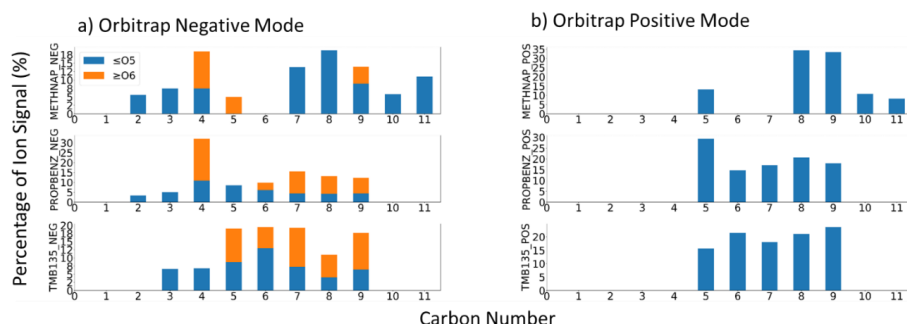 a) Orbitrap Negative Mode
b) Orbitrap Positive Mode
Percentage of Ion Signal (%)
METHNAP_NEG
≤O5
≥O6
0 1 2 3 4 5 6 7 8 9 10 11
PROPBENZ_NEG
30
25
20
15
10
5
0
0 1 2 3 4 5 6 7 8 9 10 11
TMB135_NEG
0 1 2 3 4 5 6 7 8 9 10 11
METHNAP_POS
35
30
25
20
15
10
5
0
0 1 2 3 4 5 6 7 8 9 10 11
PROPBENZ_POS
30
25
20
15
10
5
0
0 1 2 3 4 5 6 7 8 9 10 11
TMB135_POS
20
15
10
5
0
0 1 2 3 4 5 6 7 8 9 10 11
Carbon Number